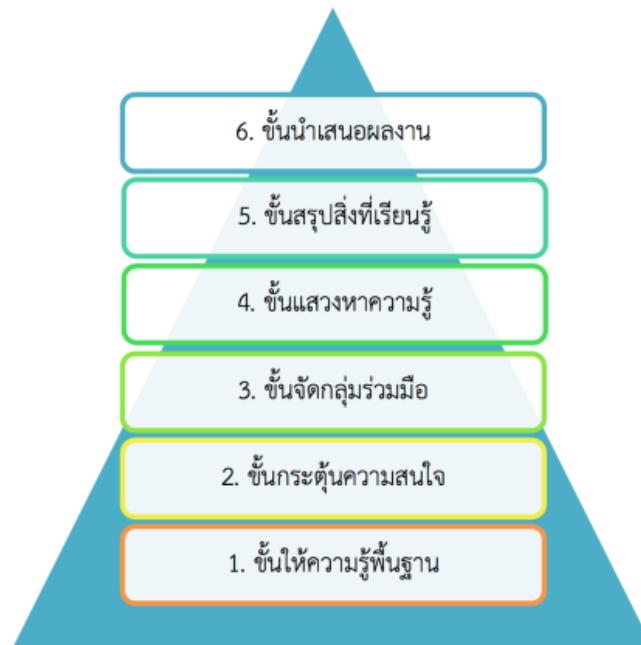 6. ขั้นนำเสนอผลงาน
5. ขั้นสรุปสิ่งที่เรียนรู้
4. ขั้นแสวงหาความรู้
3. ขั้นจัดกลุ่มร่วมมือ
2. ขั้นกระตุ้นความสนใจ
1. ขั้นให้ความรู้พื้นฐาน